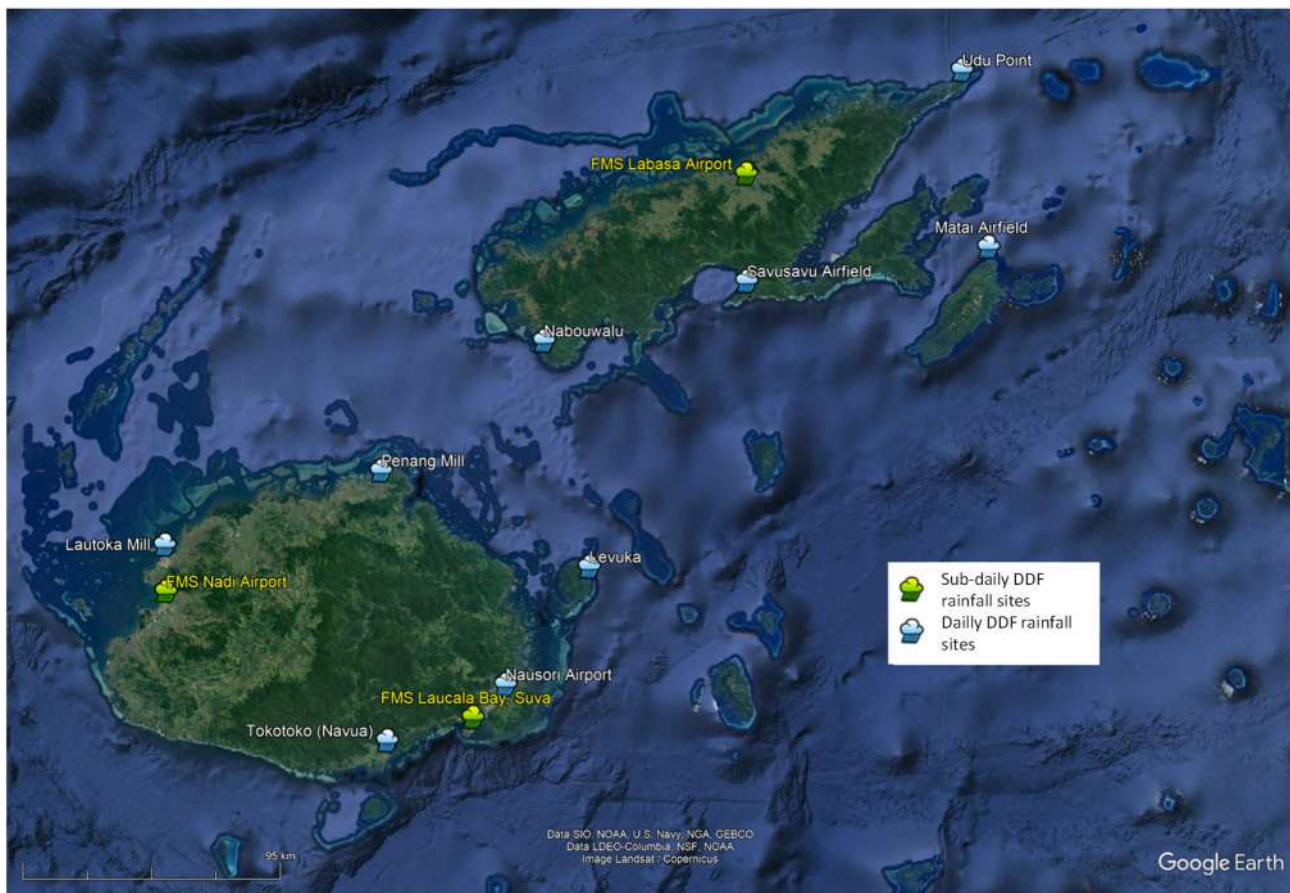 Udu Point
FMS Labasa Airport
Matai Airfield
Savusavu Airfield
Nabouwalu
Penang Mill
Lautoka Mill
Levuka
FMS Nadi Airport
Sub-daily DDF
rainfall sites
Dailly DDF rainfall
sites
Nausori Airport
FMS Laucala Bay, Suva
Tokotoko (Navua)
Data SIO, NOAA, U.S. Navy, NGA, GEBCO
Data LDEO-Columbia, NSF, NOAA
Image Landsat / Copernicus
95 km
Google Earth